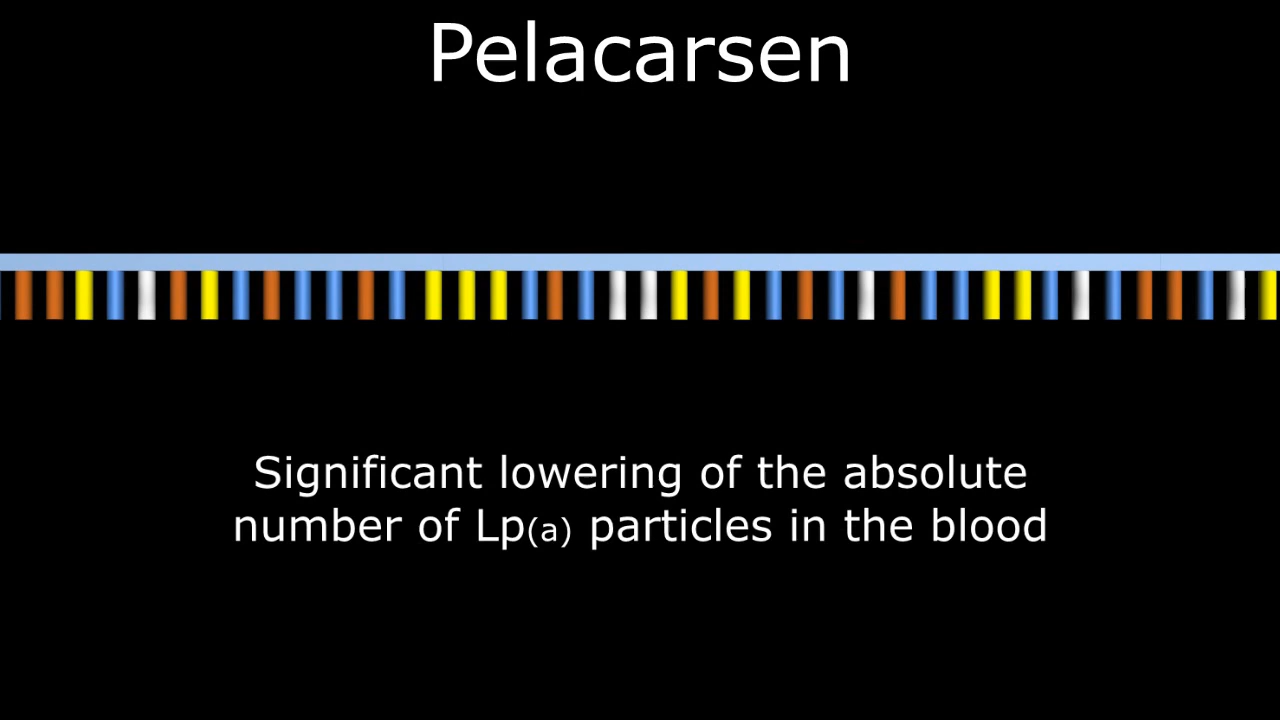 Pelacarsen
Significant lowering of the absolute
number of Lp(a) particles in the blood